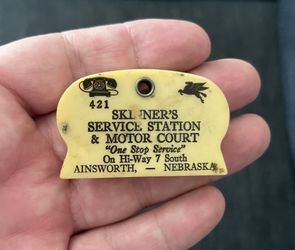 421
SKINNER'S
SERVICE STATION
& MOTOR COURT
"One Stop Service"
On Hi-Way 7 South
AINSWORTH, — NEBRASKA